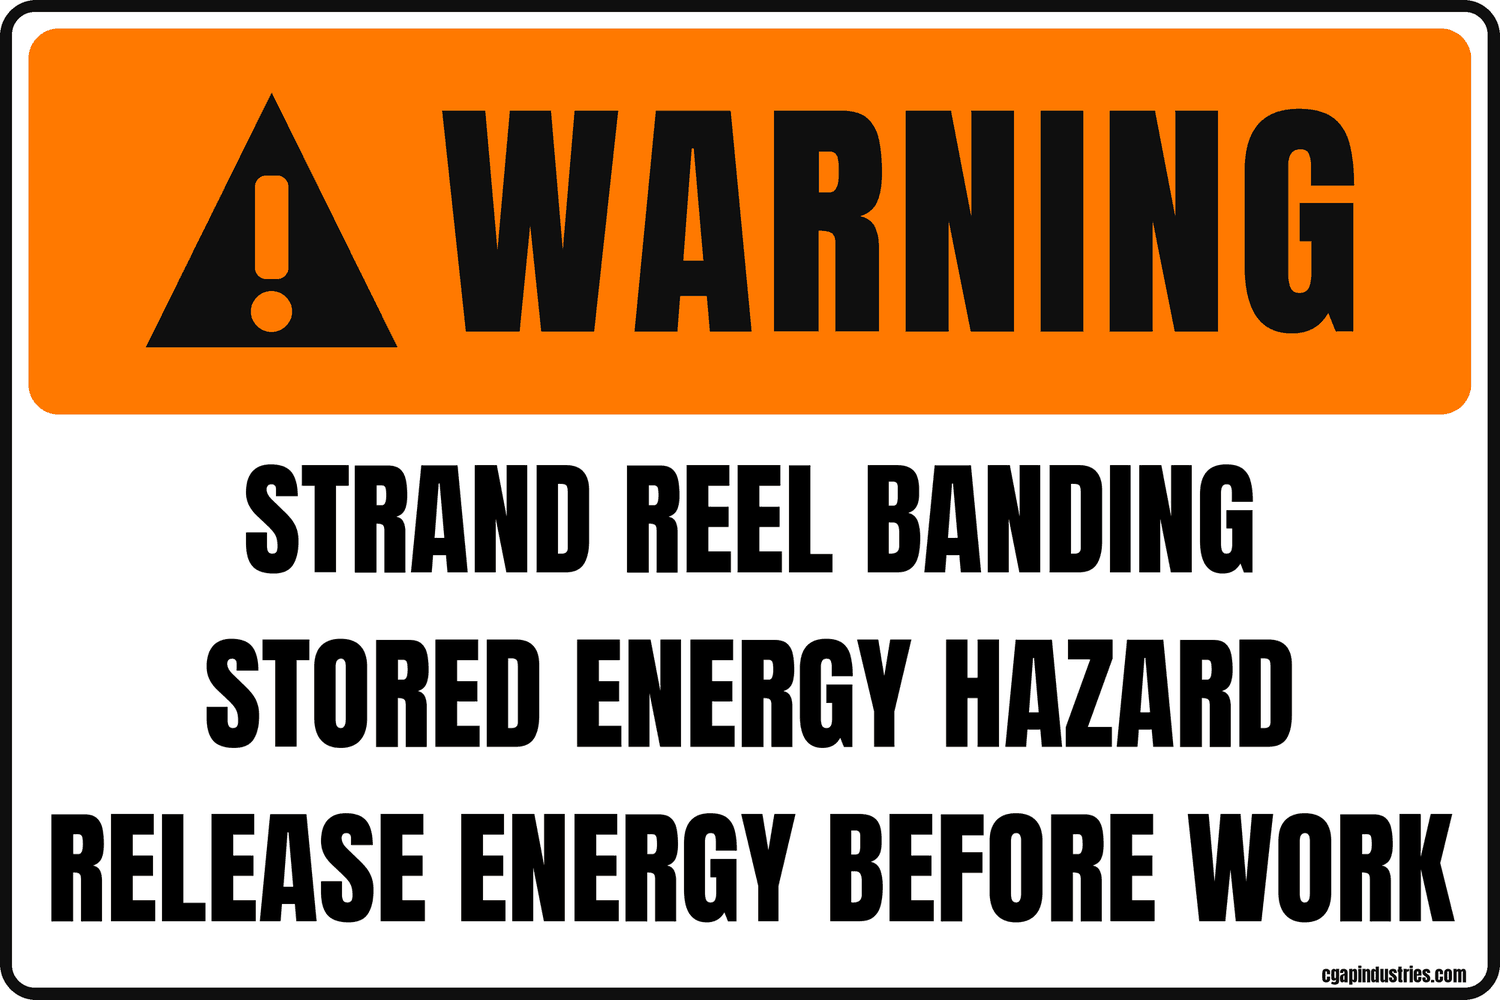 WARNING
STRAND REEL BANDING
STORED ENERGY HAZARD
RELEASE ENERGY BEFORE WORK
cgapindustries.com